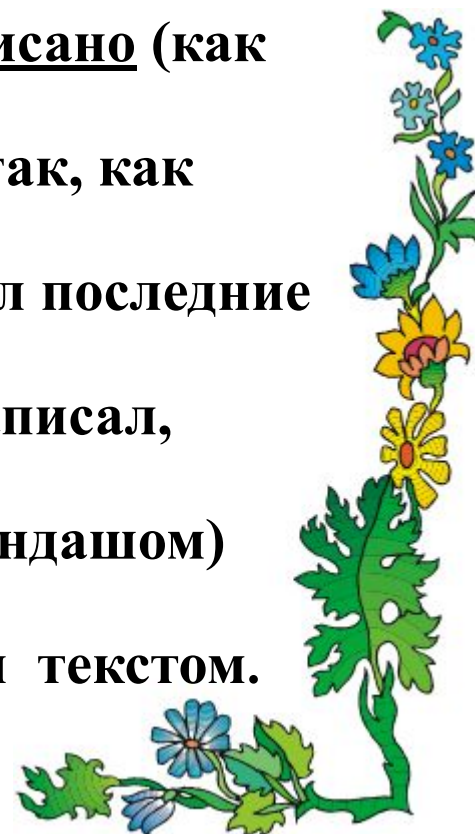 исано (как
так, как
л последние
писал,
ндашом)
текстом.